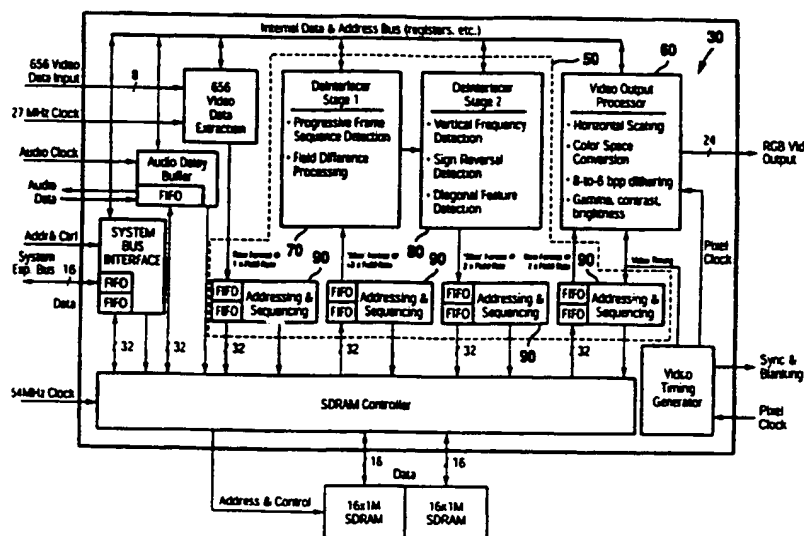 Internal Data & Address Bus (registers, etc.)
30
50
60
656 Video
Data Input
8
27 MHz Clock
656
Video
Data
Extraction
Deinterlacer
Stage 1
• Progressive Frame
Sequence Detection
• Field Difference
Processing
70
Deinterlacer
Stage 2
• Vertical Frequency
Detection
• Sign Reversal
Detection
• Diagonal Feature
Detection
80
Video Output
Processor
• Horizontal Scaling
• Color Space
Conversion
• 8-to-6 bpp dithering
• Gamma, contrast,
brightness
24
RGB Vid
Output
Audio Clock
Audio Delay
Buffer
FIFO
Audio
Data
Addr& Ctrl
System
Exp. Bus
16
SYSTEM
BUS
INTERFACE
FIFO
FIFO
Data
Video Timing
Pixel
Clock
90
FIFO
FIFO
Addressing &
Sequencing
90
FIFO
FIFO
Addressing &
Sequencing
FIFO
FIFO
Addressing &
Sequencing
90
90
FIFO
FIFO
Addressing &
Sequencing
32
32
32
32
32
32
54MHz Clock
SDRAM Controller
Video
Timing
Generator
Sync &
Blanking
Pixel
Clock
16
16
Data
Address & Control
16x1M
SDRAM
16x1M
SDRAM